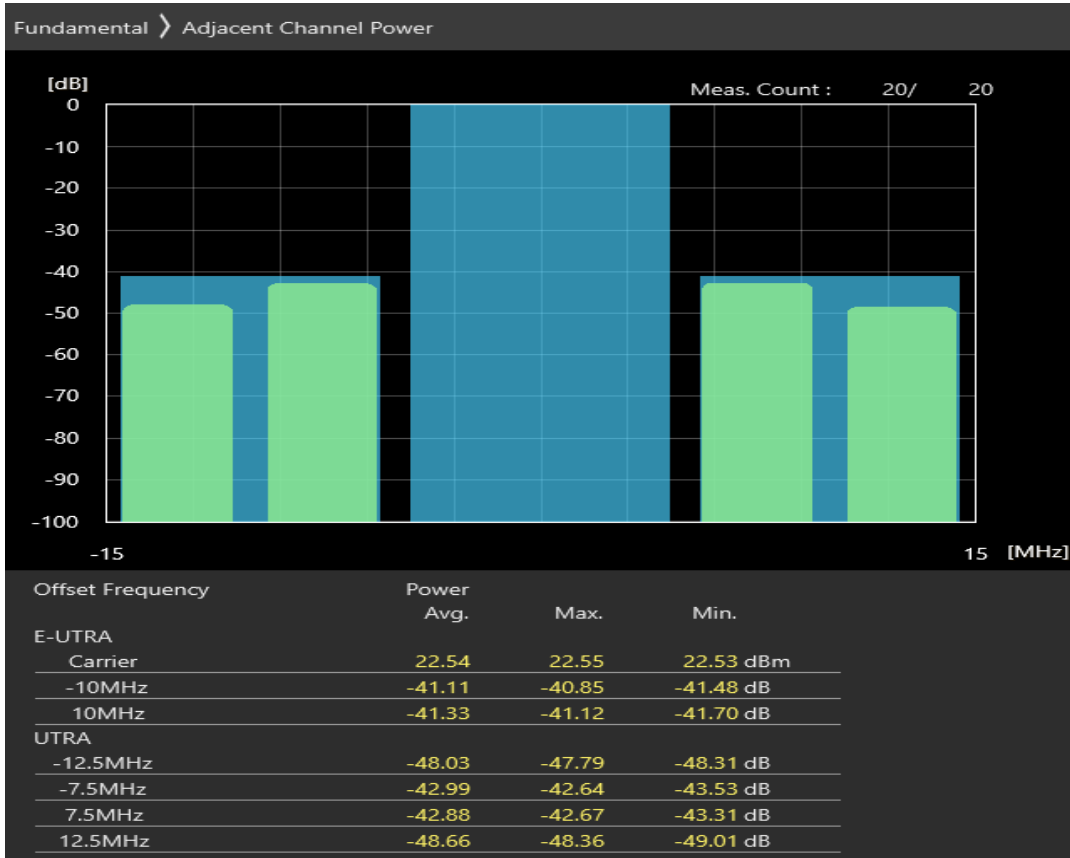 Fundamental 》 Adjacent Channel Power
[dB]
Meas. Count : 20/ 20
0
-10
-20
-30
-40
-50
-60
-70
-80
-90
-100
-15 15 [MHz]
Offset Frequency Power
Avg. Max. Min.
E-UTRA
Carrier 22.54 22.55 22.53 dBm
-10MHz -41.11 -40.85 -41.48 dB
10MHz -41.33 -41.12 -41.70 dB
UTRA
-12.5MHz -48.03 -47.79 -48.31 dB
-7.5MHz -42.99 -42.64 -43.53 dB
7.5MHz -42.88 -42.67 -43.31 dB
12.5MHz -48.66 -48.36 -49.01 dB